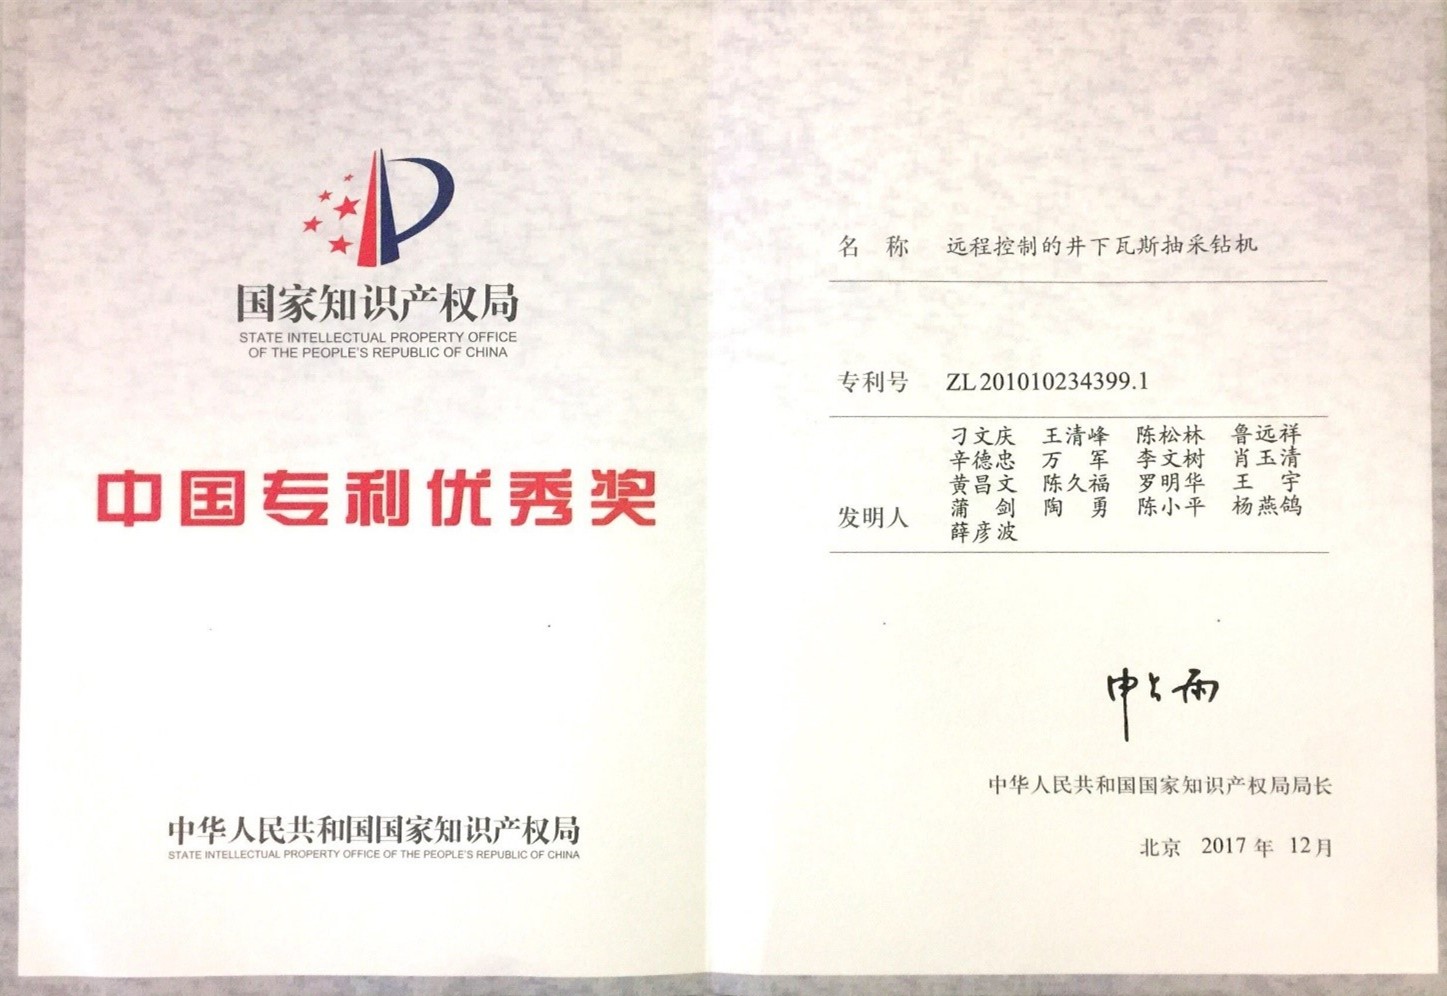 国家知识产权局
STATE INTELLECTUAL PROPERTY OFFICE
OF THE PEOPLE'S REPUBLIC OF CHINA
中国专利优秀奖
中华人民共和国国家知识产权局
STATE INTELLECTUAL PROPERTY OFFICE OF THE PEOPLE'S REPUBLIC OF CHINA
名 称 远程控制的井下瓦斯抽采钻机
专利号 ZL201010234399.1
发明人
刁文庆 王清峰 陈松林 鲁远祥
辛德忠 万 军 李文树 肖玉清
黄昌文 陈久福 罗明华 王 宇
蒲 剑 陶 勇 陈小平 杨燕鸽
薛彦波
申长雨
中华人民共和国国家知识产权局局长
北京 2017 年 12月